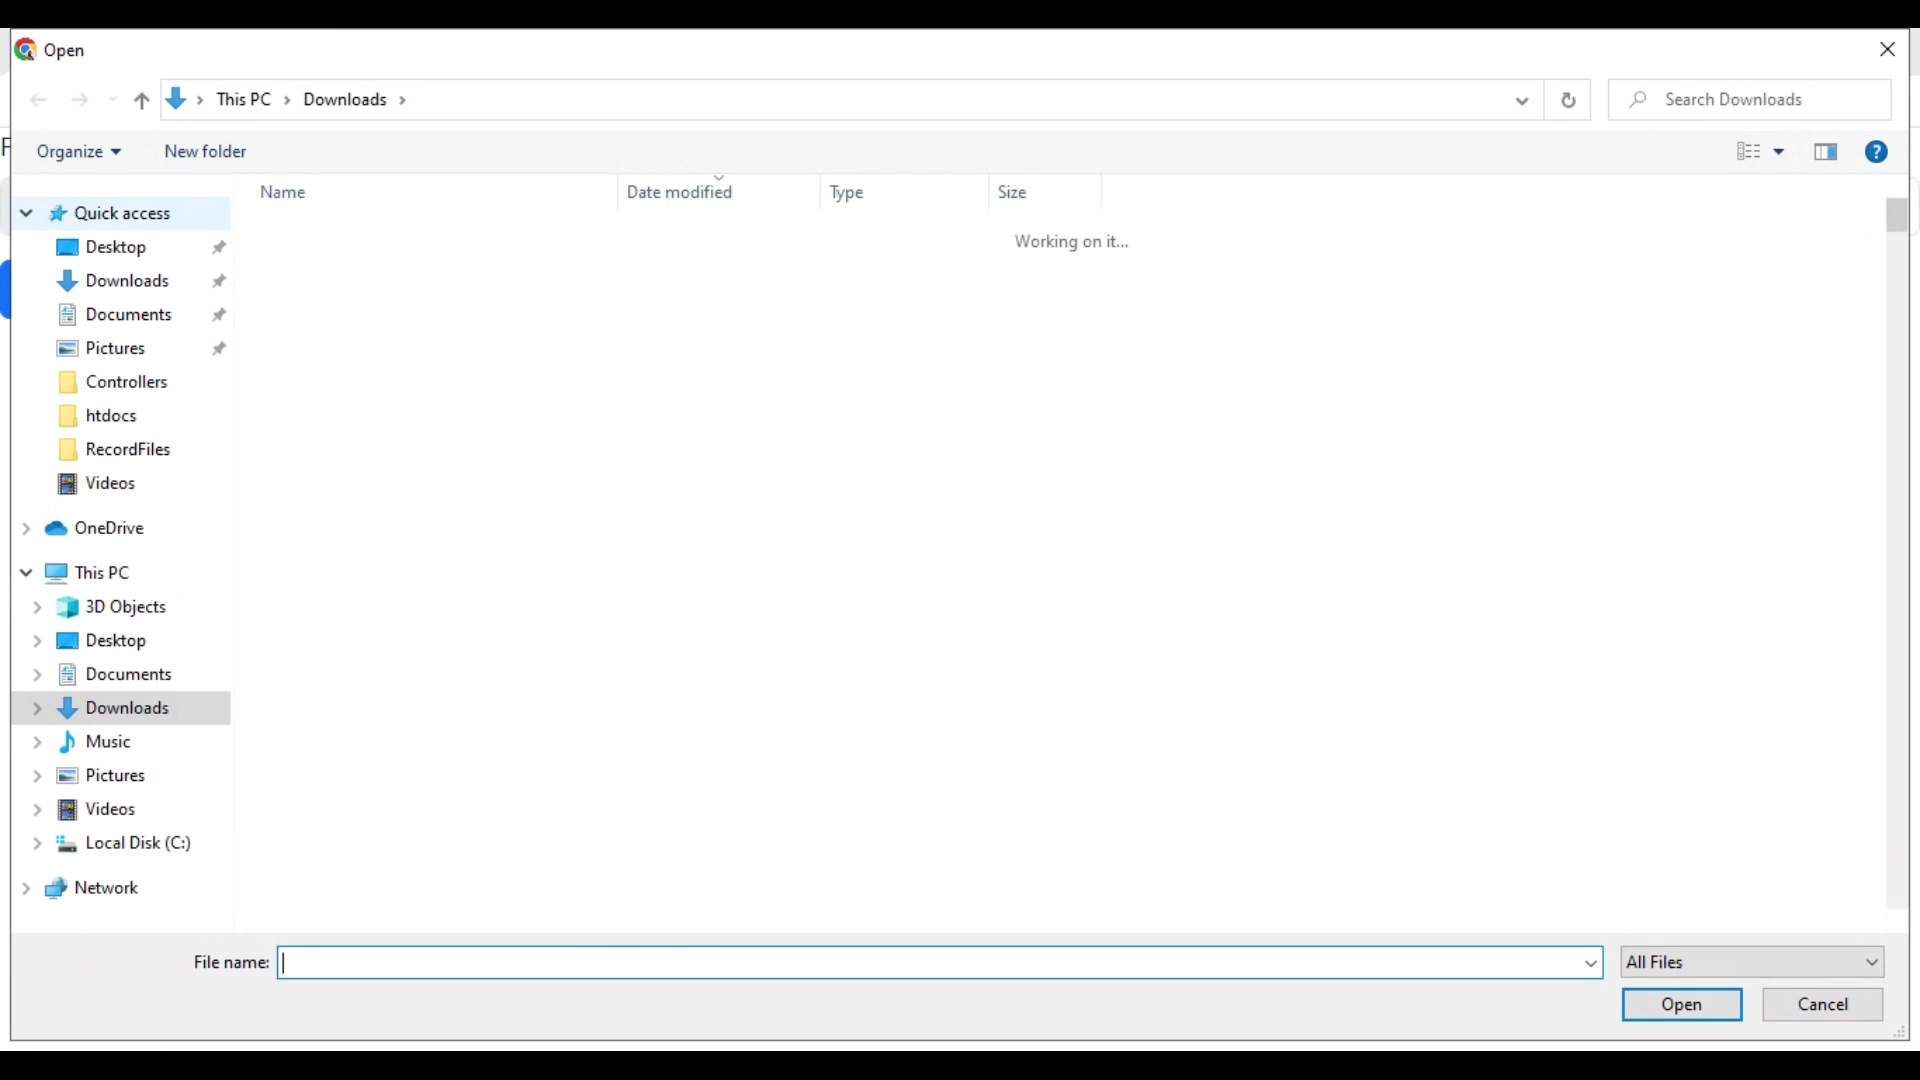 Open
This PC > Downloads >
Search Downloads
Organize
New folder
?
Name
Date modified
Type
Size
Working on it...
Quick access
Desktop
Downloads
Documents
Pictures
Controllers
htdocs
RecordFiles
Videos
OneDrive
This PC
3D Objects
Desktop
Documents
Downloads
Music
Pictures
Videos
Local Disk (C:)
Network
File name:
All Files
Open
Cancel